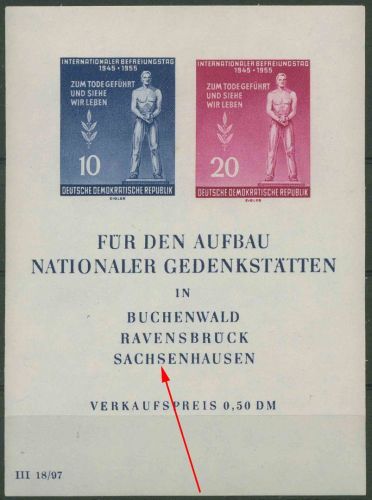 INTERNATIONALER BEFREIUNGSTAG
1945 - 1955
ZUM TODE GEFÜHRT
UND SIEHE
WIR LEBEN
10
DEUTSCHE DEMOKRATISCHE REPUBLIK
EIGLER
INTERNATIONALER BEFREIUNGSTAG
1945 - 1955
ZUM TODE GEFÜHRT
UND SIEHE
WIR LEBEN
20
DEUTSCHE DEMOKRATISCHE REPUBLIK
EIGLER
FÜR DEN AUFBAU
NATIONALER GEDENKSTÄTTEN
IN
BUCHENWALD
RAVENSBRÜCK
SACHSENHAUSEN
VERKAUFSPREIS 0,50 DM
III 18/97